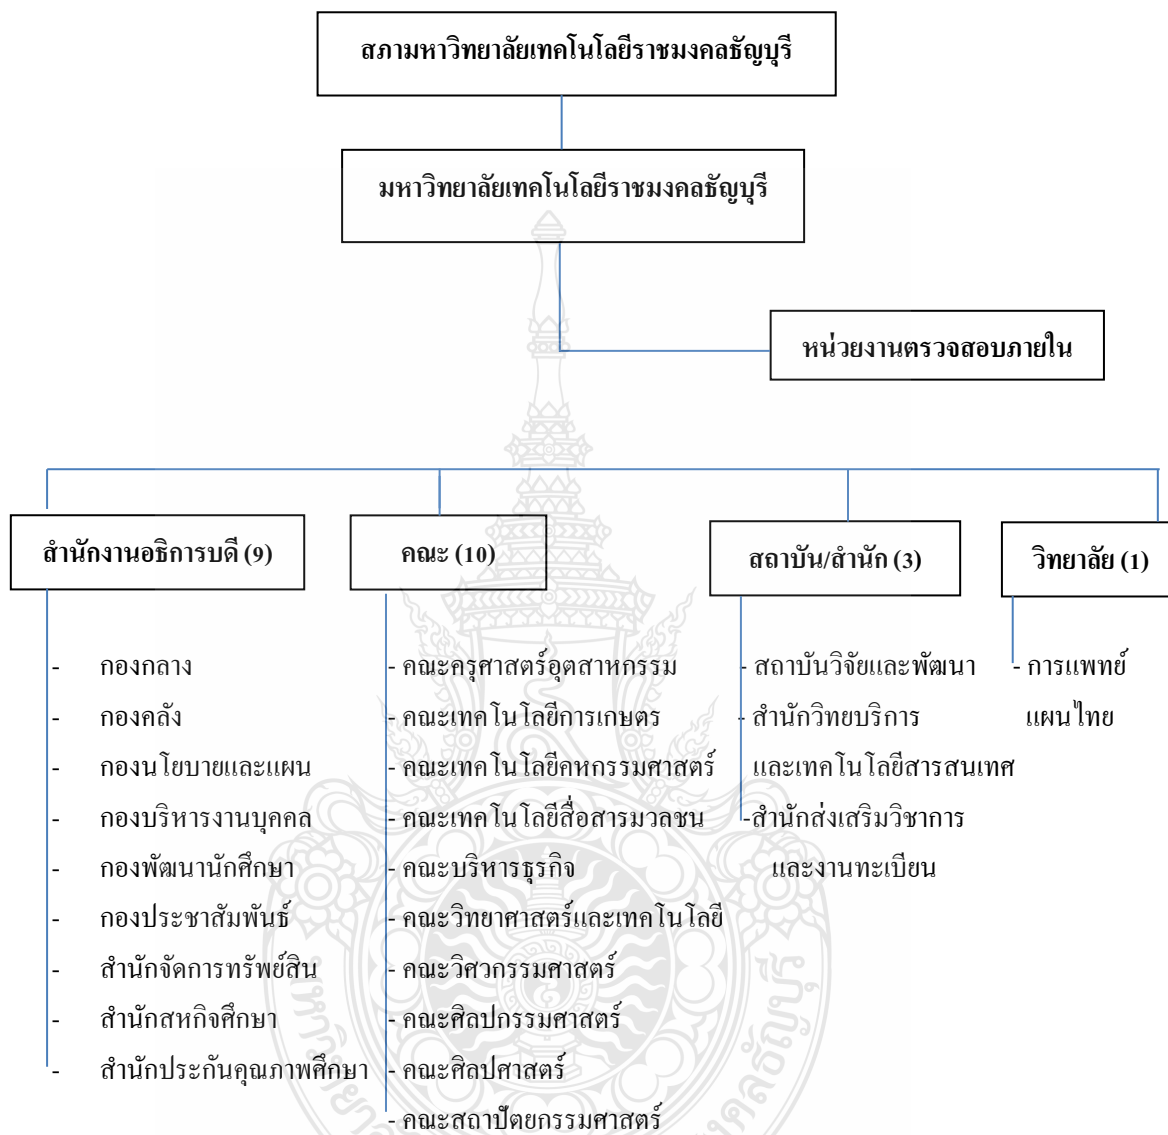 สภามหาวิทยาลัยเทคโนโลยีราชมงคลธัญบุรี
มหาวิทยาลัยเทคโนโลยีราชมงคลธัญบุรี
หน่วยงานตรวจสอบภายใน
สำนักงานอธิการบดี (9)
- กองกลาง
- กองคลัง
- กองนโยบายและแผน
- กองบริหารงานบุคคล
- กองพัฒนานักศึกษา
- กองประชาสัมพันธ์
- สำนักจัดการทรัพย์สิน
- สำนักสหกิจศึกษา
- สำนักประกันคุณภาพศึกษา
คณะ (10)
- คณะครุศาสตร์อุตสาหกรรม
- คณะเทคโนโลยีการเกษตร
- คณะเทคโนโลยีคหกรรมศาสตร์
- คณะเทคโนโลยีสื่อสารมวลชน
- คณะบริหารธุรกิจ
- คณะวิทยาศาสตร์และเทคโนโลยี
- คณะวิศวกรรมศาสตร์
- คณะศิลปกรรมศาสตร์
- คณะศิลปศาสตร์
- คณะสถาปัตยกรรมศาสตร์
สถาบัน/สำนัก (3)
- สถาบันวิจัยและพัฒนา
- สำนักวิทยบริการ
และเทคโนโลยีสารสนเทศ
-สำนักส่งเสริมวิชาการ
และงานทะเบียน
วิทยาลัย (1)
- การแพทย์
แผนไทย